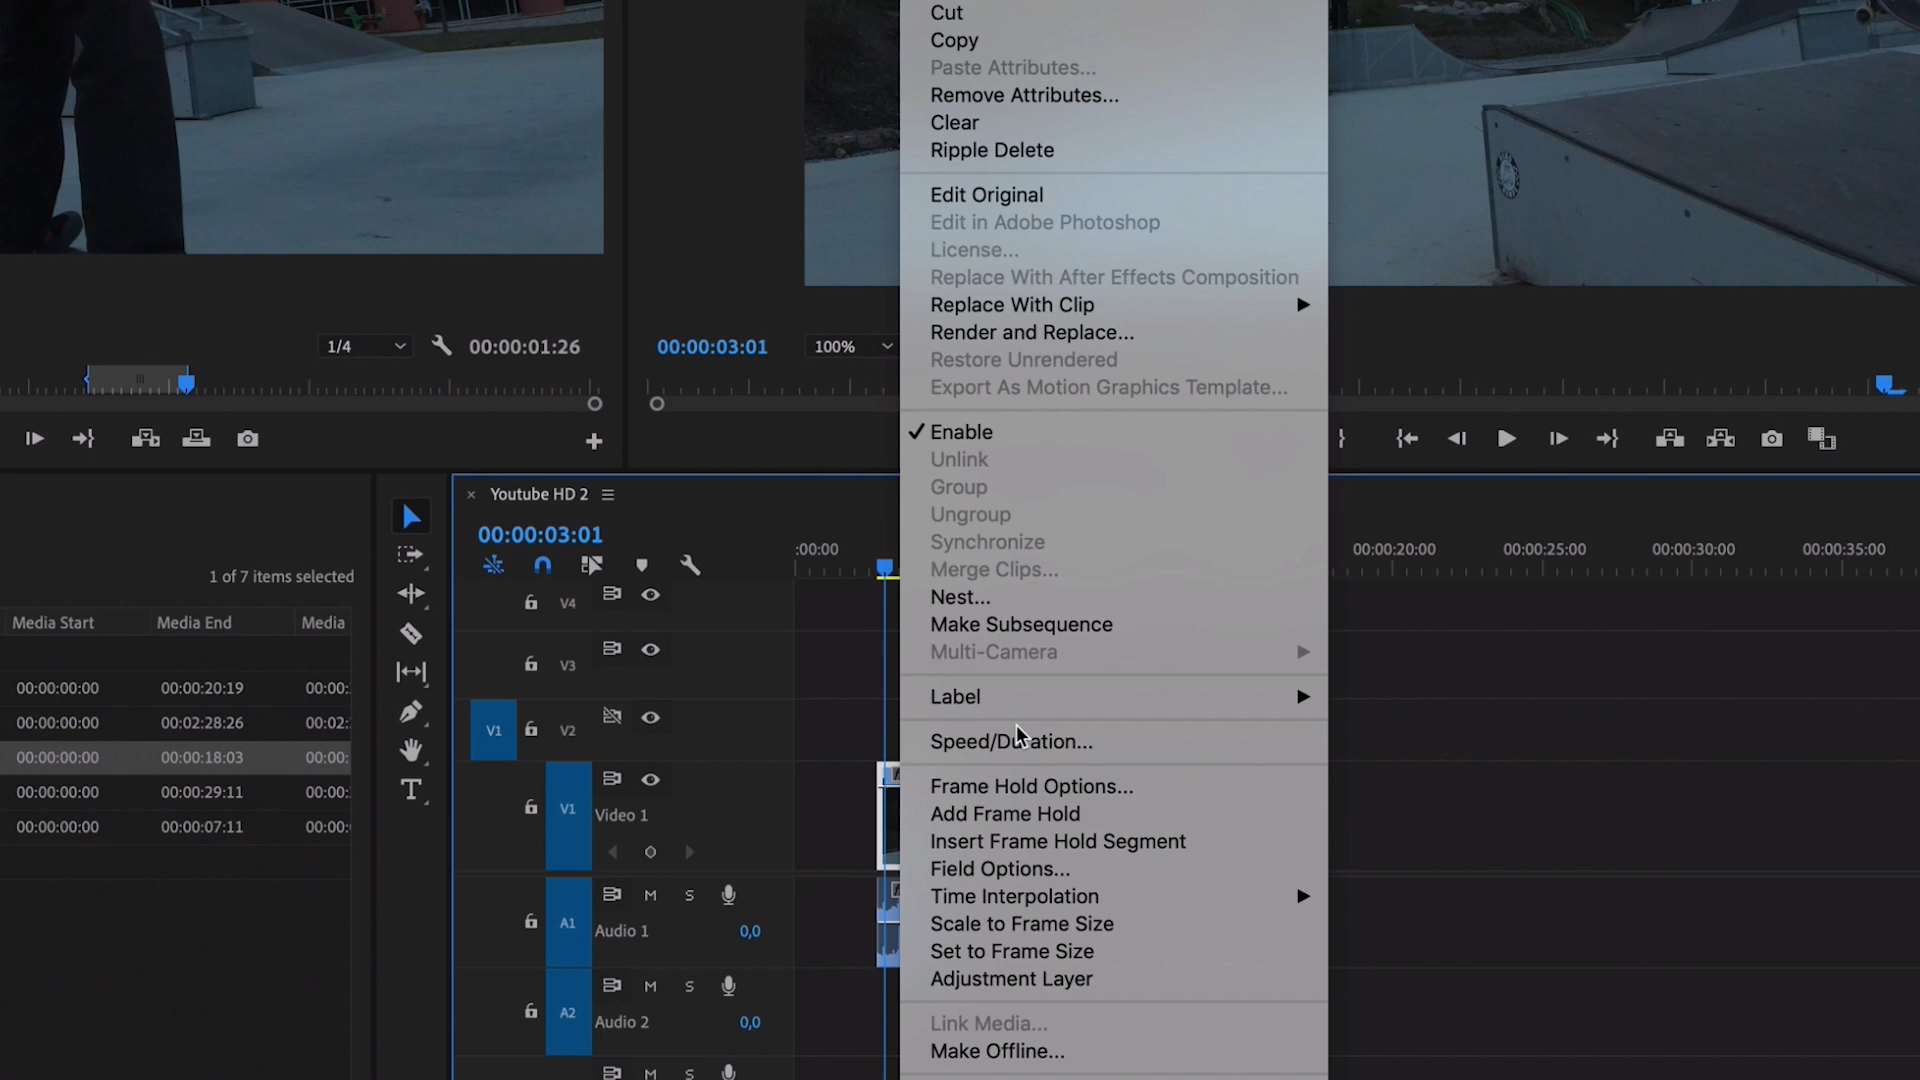 Cut
Copy
Paste Attributes...
Remove Attributes...
Clear
Ripple Delete
Edit Original
Edit in Adobe Photoshop
License...
Replace With After Effects Composition
Replace With Clip
Render and Replace...
Restore Unrendered
Export As Motion Graphics Template...
Enable
Unlink
Group
Ungroup
Synchronize
Merge Clips...
Nest...
Make Subsequence
Multi-Camera
Label
Speed/Duration...
Frame Hold Options...
Add Frame Hold
Insert Frame Hold Segment
Field Options...
Time Interpolation
Scale to Frame Size
Set to Frame Size
Adjustment Layer
Link Media...
Make Offline...
1/4
00:00:01:26
00:00:03:01
100%
1 of 7 items selected
Media Start Media End Media
00:00:00:00 00:00:20:19 00:00:
00:00:00:00 00:02:28:26 00:02:
00:00:00:00 00:00:18:03 00:00:
00:00:00:00 00:00:29:11 00:00:
00:00:00:00 00:00:07:11 00:00:
Youtube HD 2
00:00:03:01
:00:00 00:00:20:00 00:00:25:00 00:00:30:00 00:00:35:00
V4
V3
V1 V2
V1 Video 1
A1 M S
Audio 1 0,0
A2 M S
Audio 2 0,0
M S